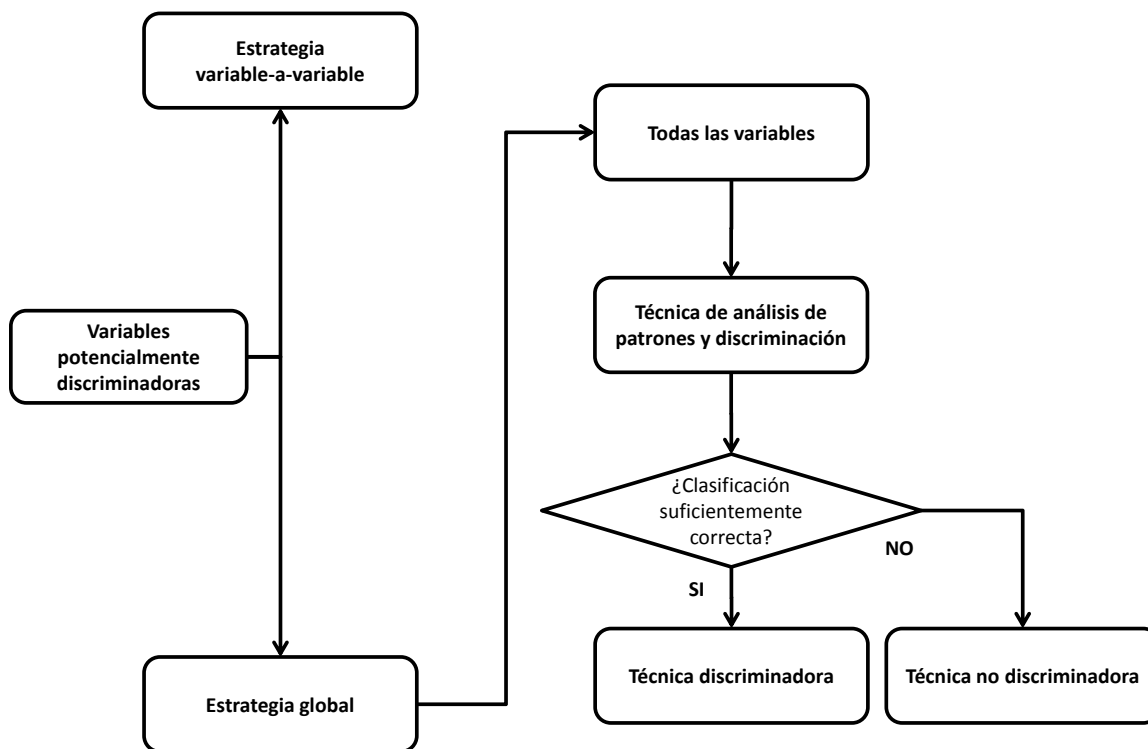 Estrategia
variable-a-variable
Todas las variables
Técnica de análisis de
patrones y discriminación
Variables
potencialmente
discriminadoras
¿Clasificación
suficientemente
correcta?
NO
SI
Estrategia global
Técnica discriminadora
Técnica no discriminadora